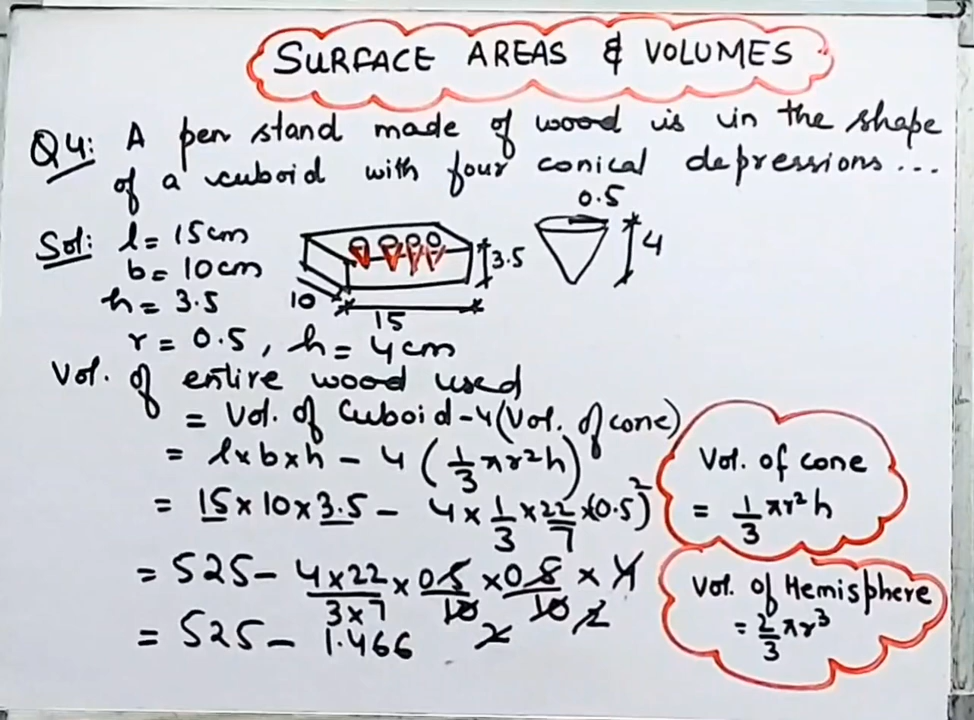 SURFACE AREAS & VOLUMES
Q4: A pen stand made of wood is in the shape
of a cuboid with four conical depressions...
Sol: l = 15cm
b = 10cm
h = 3.5
r = 0.5, h = 4cm
10
15
3.5
0.5
4
Vol. of entire wood used
= Vol. of Cuboid - 4(Vol. of cone)
= l×b×h - 4 (1/3 πr²h)
= 15×10×3.5 - 4×1/3×22/7×(0.5)²
= 525 - 4×22/3×7 × 05/10 × 05/10 × 4
2 2
= 525 - 1.466
Vol. of cone
= 1/3 πr²h
Vol. of Hemisphere
= 2/3 πr³